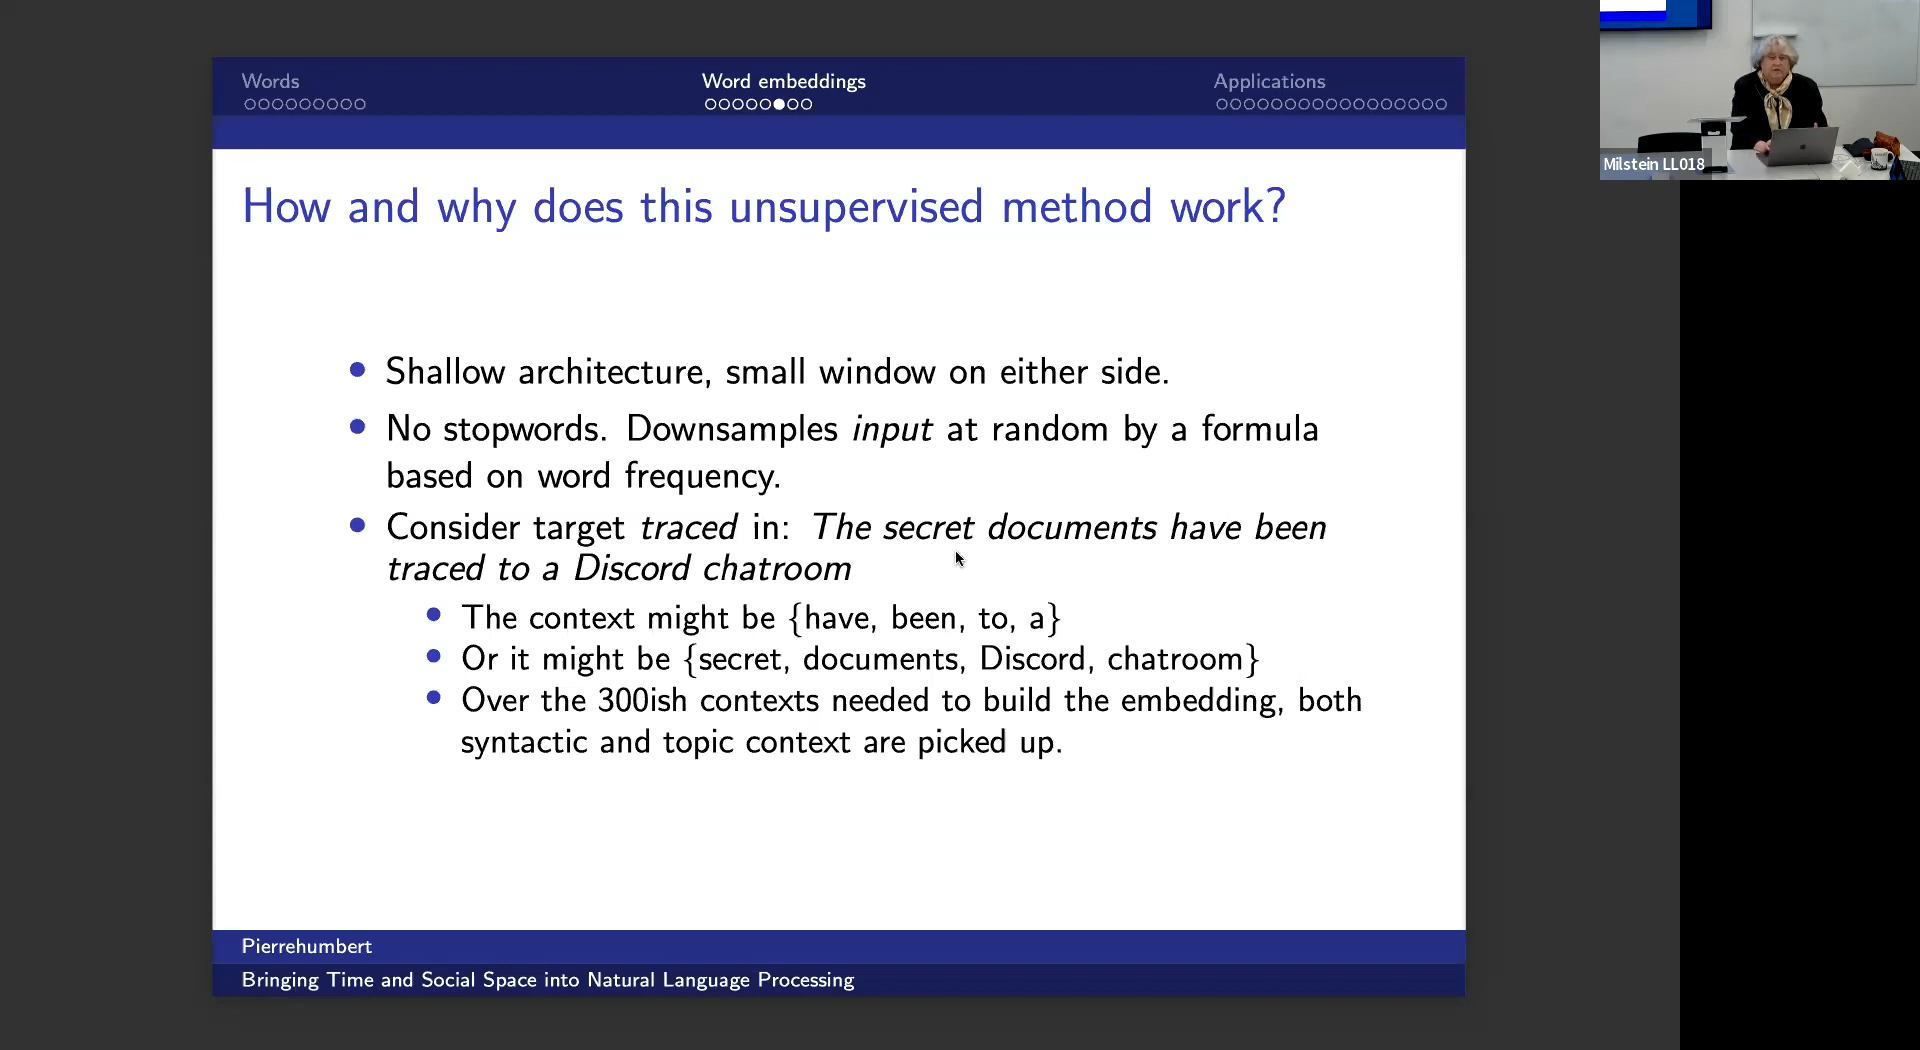 Words
Word embeddings
Applications
Milstein LL018
How and why does this unsupervised method work?
Shallow architecture, small window on either side.
No stopwords. Downsamples input at random by a formula
based on word frequency.
Consider target traced in: The secret documents have been
traced to a Discord chatroom
The context might be {have, been, to, a}
Or it might be {secret, documents, Discord, chatroom}
Over the 300ish contexts needed to build the embedding, both
syntactic and topic context are picked up.
Pierrehumbert
Bringing Time and Social Space into Natural Language Processing